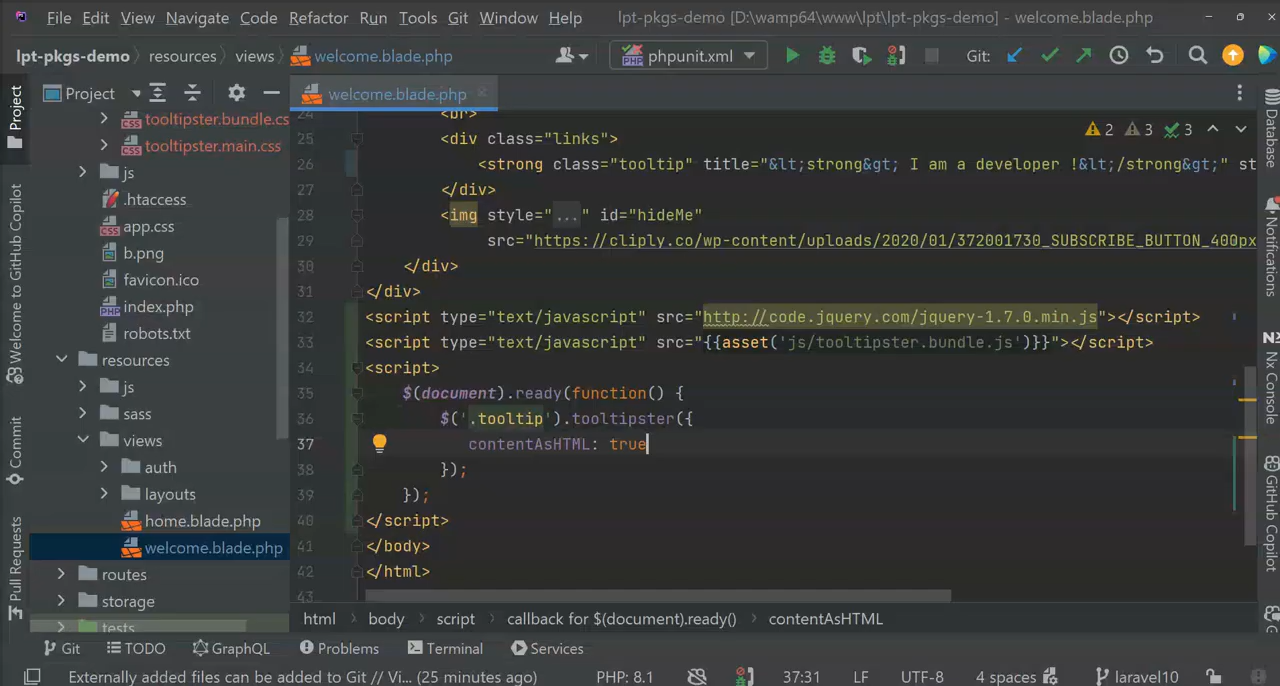 File Edit View Navigate Code Refactor Run Tools Git Window Help lpt-pkgs-demo [D:\wamp64\www\lpt\lpt-pkgs-demo] - welcome.blade.php
lpt-pkgs-demo resources views welcome.blade.php phpunit.xml Git:
Project
welcome.blade.php
Project
Commit
Pull Requests
Welcome to GitHub Copilot
tooltipster.bundle.cs
tooltipster.main.css
js
.htaccess
app.css
b.png
favicon.ico
index.php
robots.txt
resources
js
sass
views
auth
layouts
home.blade.php
welcome.blade.php
routes
storage
tests
2 3 3
24 <br>
25 <div class="links">
26 <strong class="tooltip" title="&lt;strong&gt; I am a developer !&lt;/strong&gt;" st
27 </div>
28 <img style="..." id="hideMe"
29 src="https://cliply.co/wp-content/uploads/2020/01/372001730_SUBSCRIBE_BUTTON_400px
30 </div>
31 </div>
32 <script type="text/javascript" src="http://code.jquery.com/jquery-1.7.0.min.js"></script>
33 <script type="text/javascript" src="{{asset('js/tooltipster.bundle.js')}}"></script>
34 <script>
35 $(document).ready(function() {
36 $('.tooltip').tooltipster({
37 contentAsHTML: true
38 });
39 });
40 </script>
41 </body>
42 </html>
43
Database
Notifications
Nx Console
GitHub Copilot
html body script callback for $(document).ready() contentAsHTML
Git TODO GraphQL Problems Terminal Services
Externally added files can be added to Git // Vi... (25 minutes ago) PHP: 8.1 37:31 LF UTF-8 4 spaces laravel10